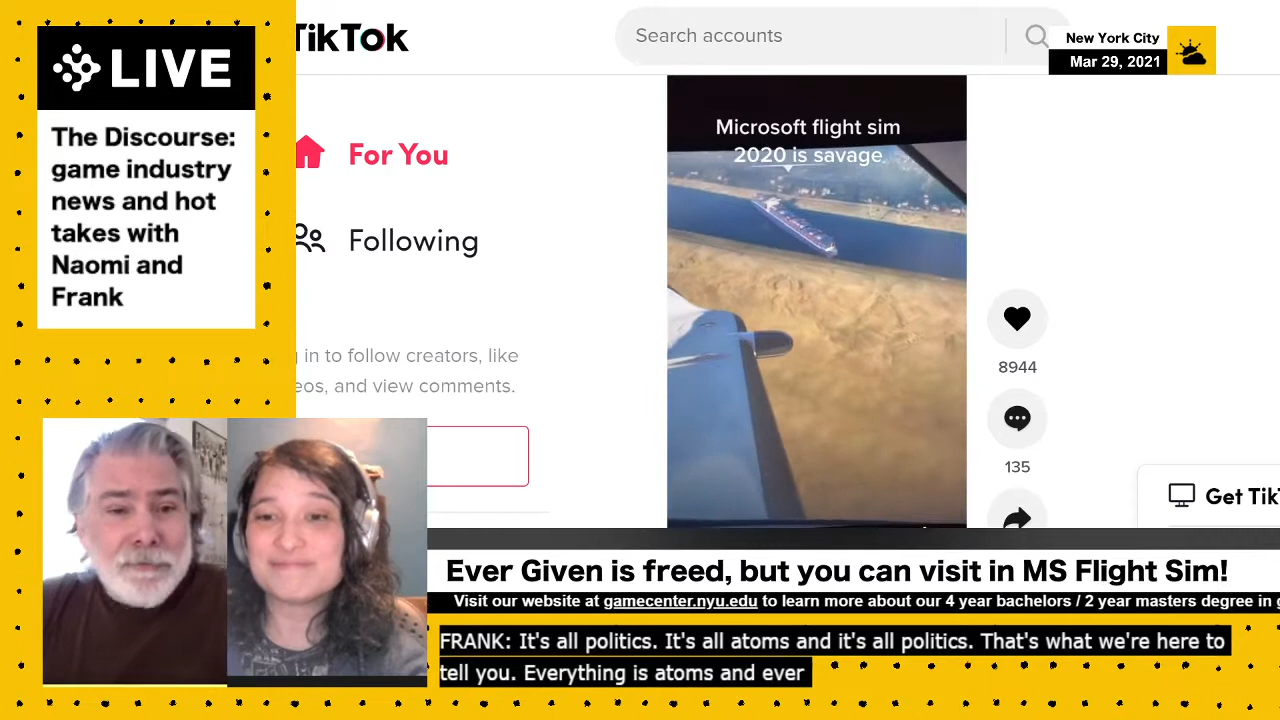 LIVE
The Discourse:
game industry
news and hot
takes with
Naomi and
Frank
TikTok
Search accounts
New York City
Mar 29, 2021
For You
Following
in to follow creators, like
eos, and view comments.
Microsoft flight sim
2020 is savage
8944
135
Get TikT
Ever Given is freed, but you can visit in MS Flight Sim!
Visit our website at gamecenter.nyu.edu to learn more about our 4 year bachelors / 2 year masters degree in g
FRANK: It's all politics. It's all atoms and it's all politics. That's what we're here to
tell you. Everything is atoms and ever